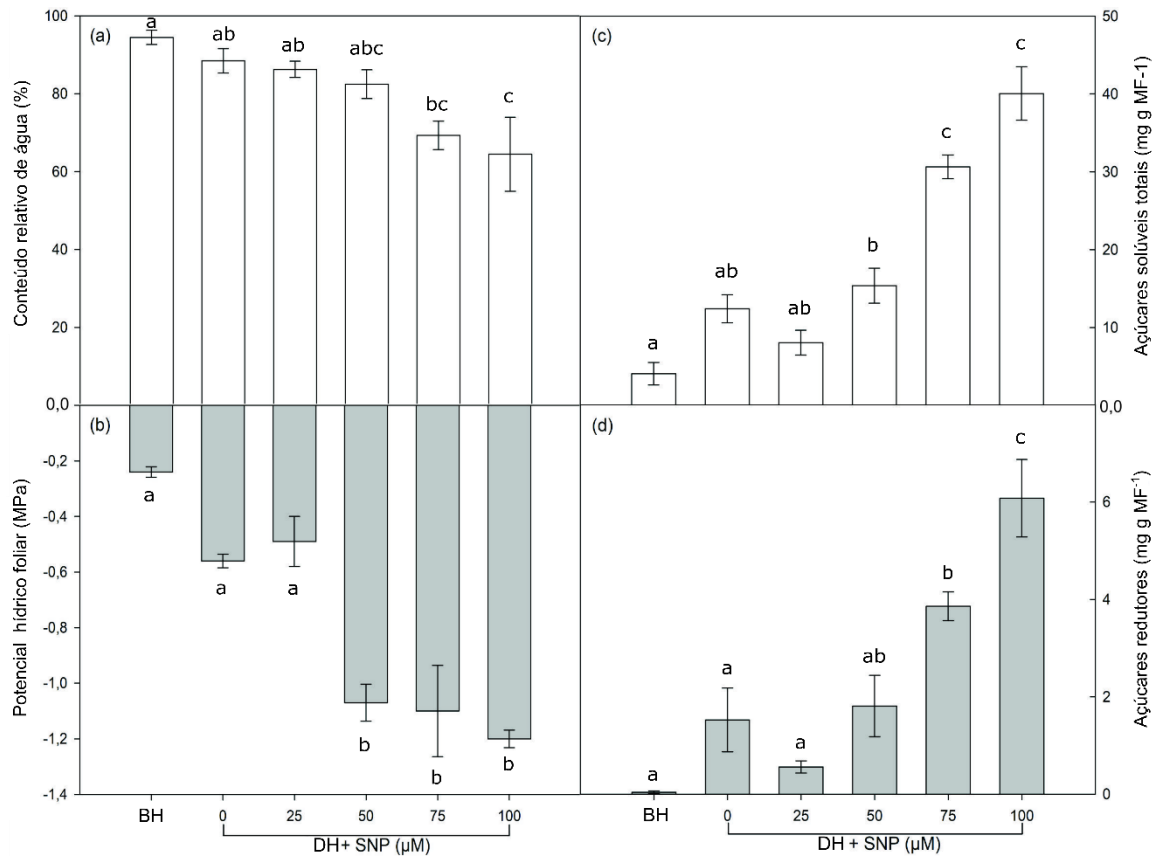 (a)
Conteúdo relativo de água (%)
100
80
60
40
20
0,0
a
ab
ab
abc
bc
c
(b)
Potencial hídrico foliar (MPa)
-0,2
-0,4
-0,6
-0,8
-1,0
-1,2
-1,4
a
a
a
b
b
b
BH
0
25
50
75
100
DH+ SNP (µM)
(c)
Açúcares solúveis totais (mg g MF-1)
50
40
30
20
10
0,0
a
ab
ab
b
c
c
(d)
Açúcares redutores (mg g MF⁻¹)
6
4
2
0
a
a
a
ab
b
c
BH
0
25
50
75
100
DH+ SNP (µM)